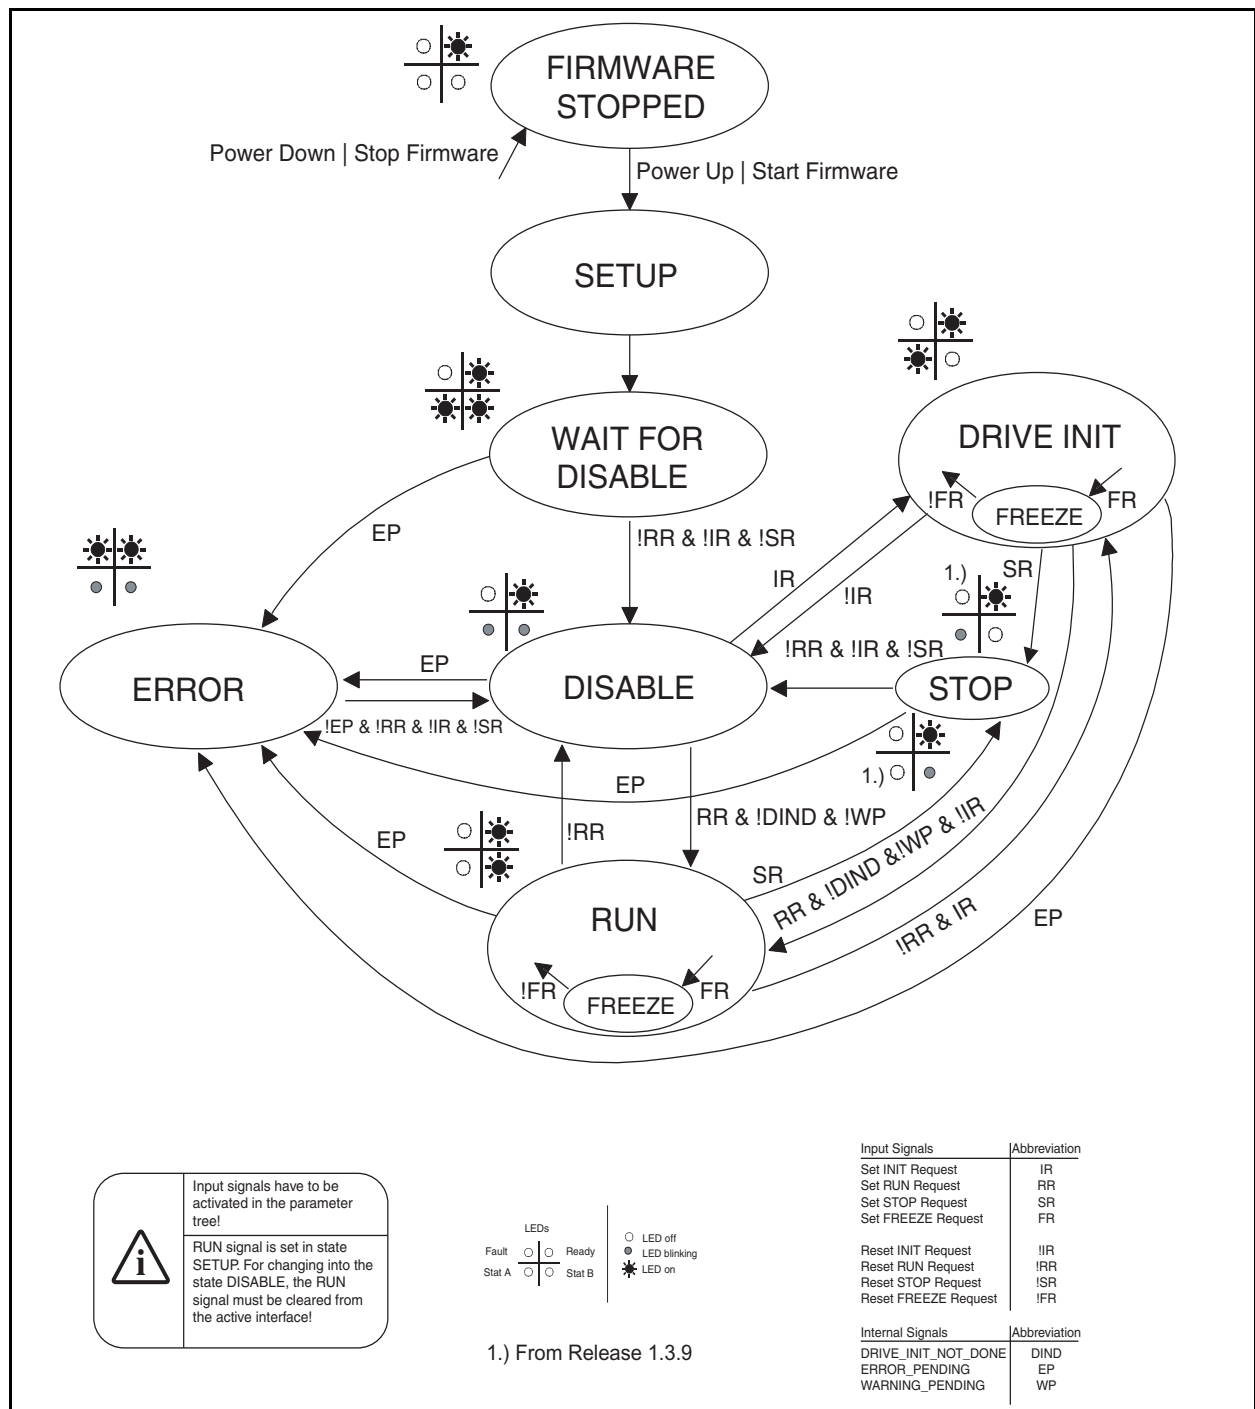 FIRMWARE
STOPPED
Power Down | Stop Firmware
Power Up | Start Firmware
SETUP
WAIT FOR
DISABLE
DRIVE INIT
!FR
FREEZE
FR
EP
!RR & !IR & !SR
IR
!IR
1.)
SR
!RR & !IR & !SR
ERROR
EP
!EP & !RR & !IR & !SR
DISABLE
STOP
1.)
EP
EP
!RR
RR & !DIND & !WP
SR
RR & !DIND &!WP & !IR
!RR & IR
EP
RUN
!FR
FREEZE
FR
Input signals have to be
activated in the parameter
tree!
RUN signal is set in state
SETUP. For changing into the
state DISABLE, the RUN
signal must be cleared from
the active interface!
i
LEDs
Fault
Ready
Stat A
Stat B
LED off
LED blinking
LED on
1.) From Release 1.3.9
Input Signals Abbreviation
Set INIT Request IR
Set RUN Request RR
Set STOP Request SR
Set FREEZE Request FR
Reset INIT Request !IR
Reset RUN Request !RR
Reset STOP Request !SR
Reset FREEZE Request !FR
Internal Signals Abbreviation
DRIVE_INIT_NOT_DONE DIND
ERROR_PENDING EP
WARNING_PENDING WP